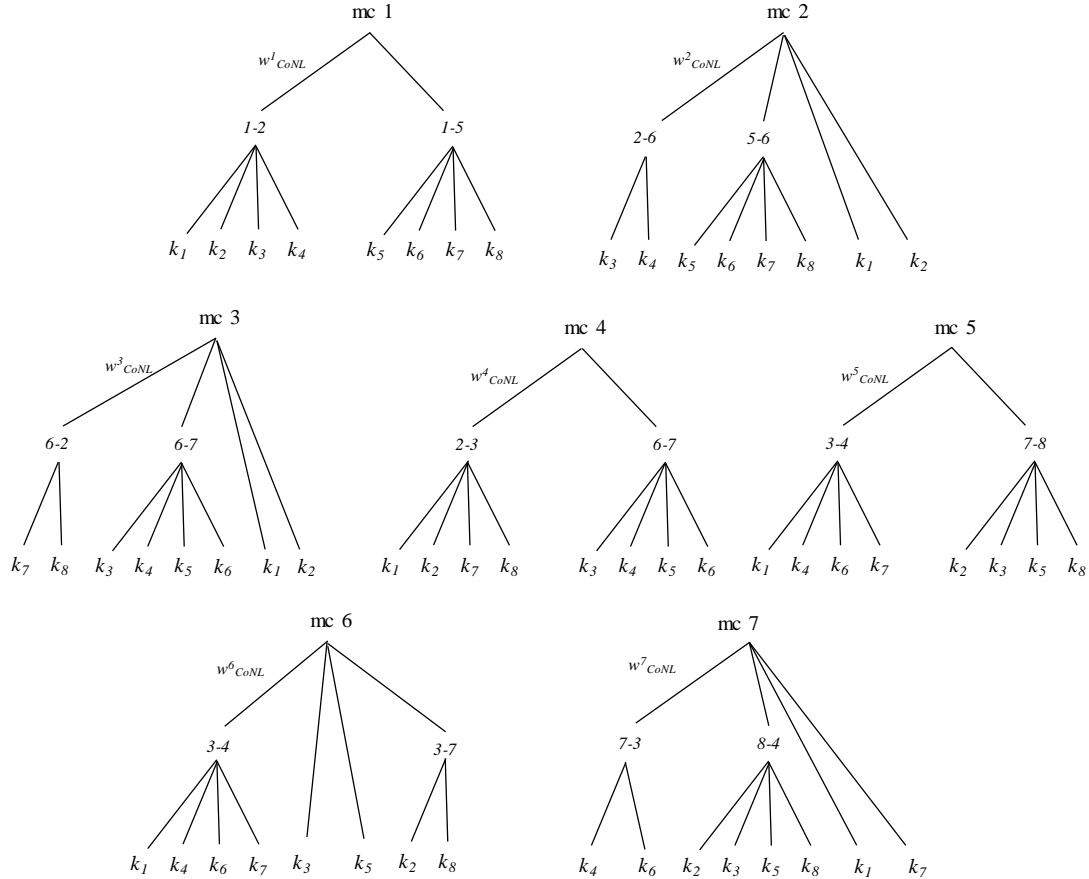 mc 1 mc 2
w¹CoNL w²CoNL
1-2 1-5 2-6 5-6
k₁ k₂ k₃ k₄ k₅ k₆ k₇ k₈ k₃ k₄ k₅ k₆ k₇ k₈ k₁ k₂
mc 3 mc 4 mc 5
w³CoNL w⁴CoNL w⁵CoNL
6-2 6-7 2-3 6-7 3-4 7-8
k₇ k₈ k₃ k₄ k₅ k₆ k₁ k₂ k₁ k₂ k₇ k₈ k₃ k₄ k₅ k₆ k₁ k₄ k₆ k₇ k₂ k₃ k₅ k₈
mc 6 mc 7
w⁶CoNL w⁷CoNL
3-4 3-7 7-3 8-4
k₁ k₄ k₆ k₇ k₃ k₅ k₂ k₈ k₄ k₆ k₂ k₃ k₅ k₈ k₁ k₇